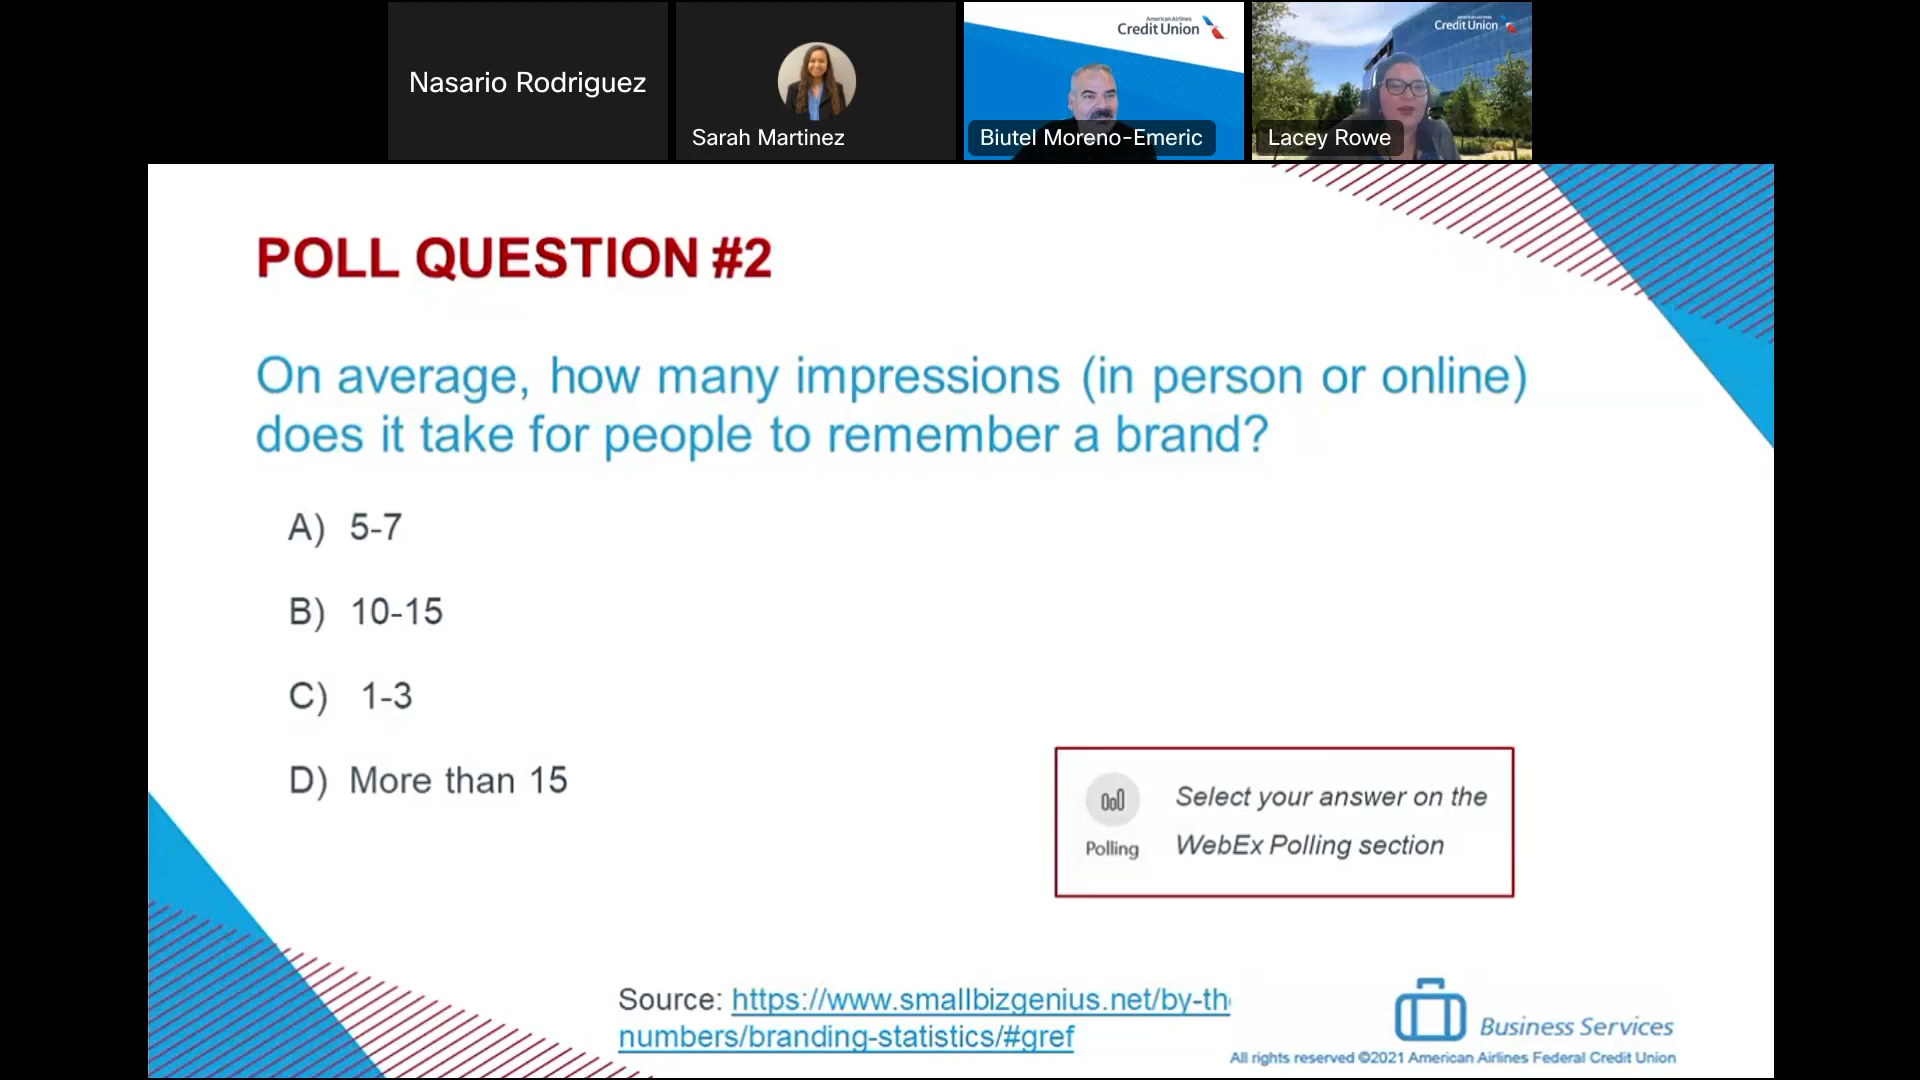 Nasario Rodriguez
Sarah Martinez
American Airlines
Credit Union
Biutel Moreno-Emeric
Credit Union
Lacey Rowe
POLL QUESTION #2
On average, how many impressions (in person or online)
does it take for people to remember a brand?
A) 5-7
B) 10-15
C) 1-3
D) More than 15
Polling
Select your answer on the
WebEx Polling section
Source: https://www.smallbizgenius.net/by-th
numbers/branding-statistics/#gref
Business Services
All rights reserved ©2021 American Airlines Federal Credit Union